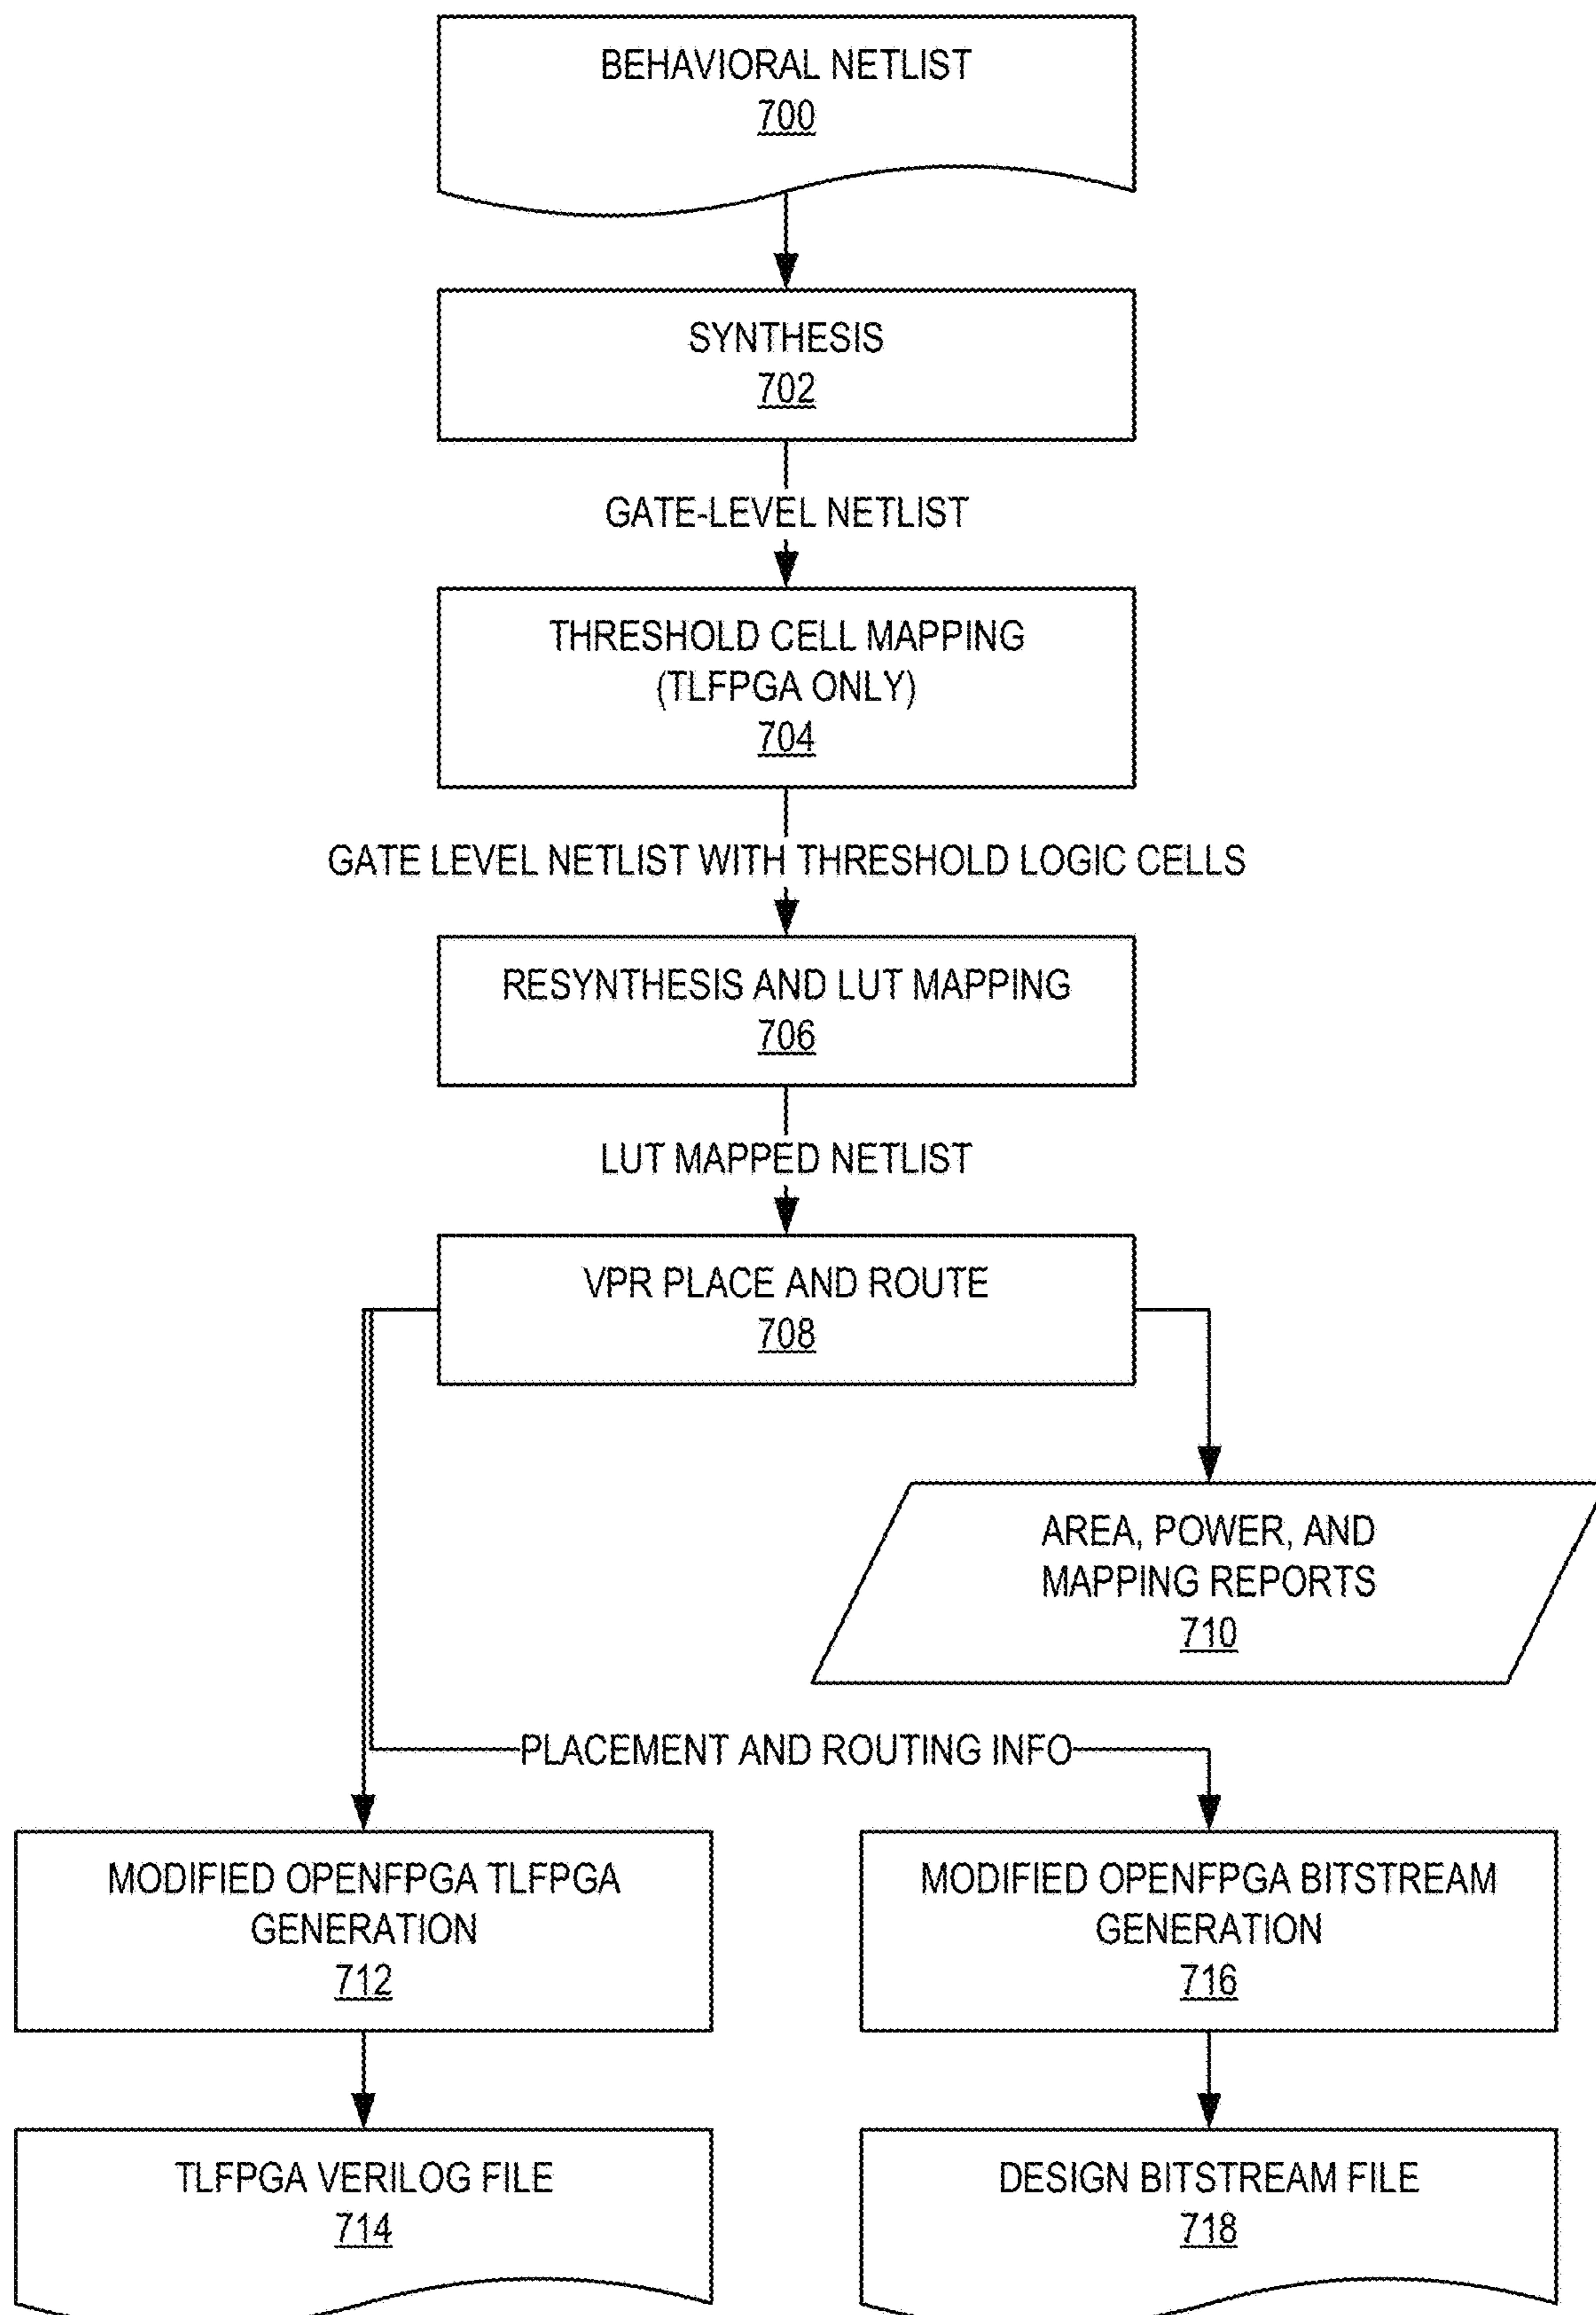 BEHAVIORAL NETLIST
700
SYNTHESIS
702
GATE-LEVEL NETLIST
THRESHOLD CELL MAPPING
(TLFPGA ONLY)
704
GATE LEVEL NETLIST WITH THRESHOLD LOGIC CELLS
RESYNTHESIS AND LUT MAPPING
706
LUT MAPPED NETLIST
VPR PLACE AND ROUTE
708
AREA, POWER, AND
MAPPING REPORTS
710
PLACEMENT AND ROUTING INFO
MODIFIED OPENFPGA TLFPGA
GENERATION
712
MODIFIED OPENFPGA BITSTREAM
GENERATION
716
TLFPGA VERILOG FILE
714
DESIGN BITSTREAM FILE
718